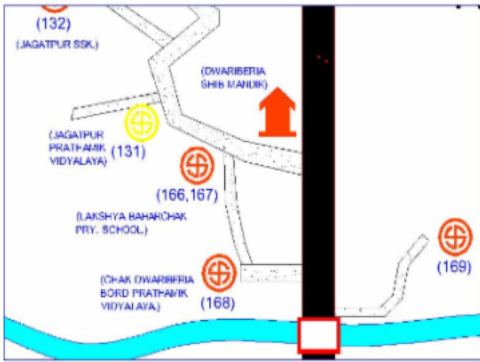 (132)
(JAGATPUR SSK.)
(DWARIBERIA
SHIB MANDIR)
(JAGATPUR
PRATHAMIK
VIDYALAYA)
(131)
(166,167)
(LAKSHYA BAHARCHAK
PRY. SCHOOL.)
(169)
(CHAK DWARIBERIA
BORD PRATHAMIK
VIDYALAYA.)
(168)